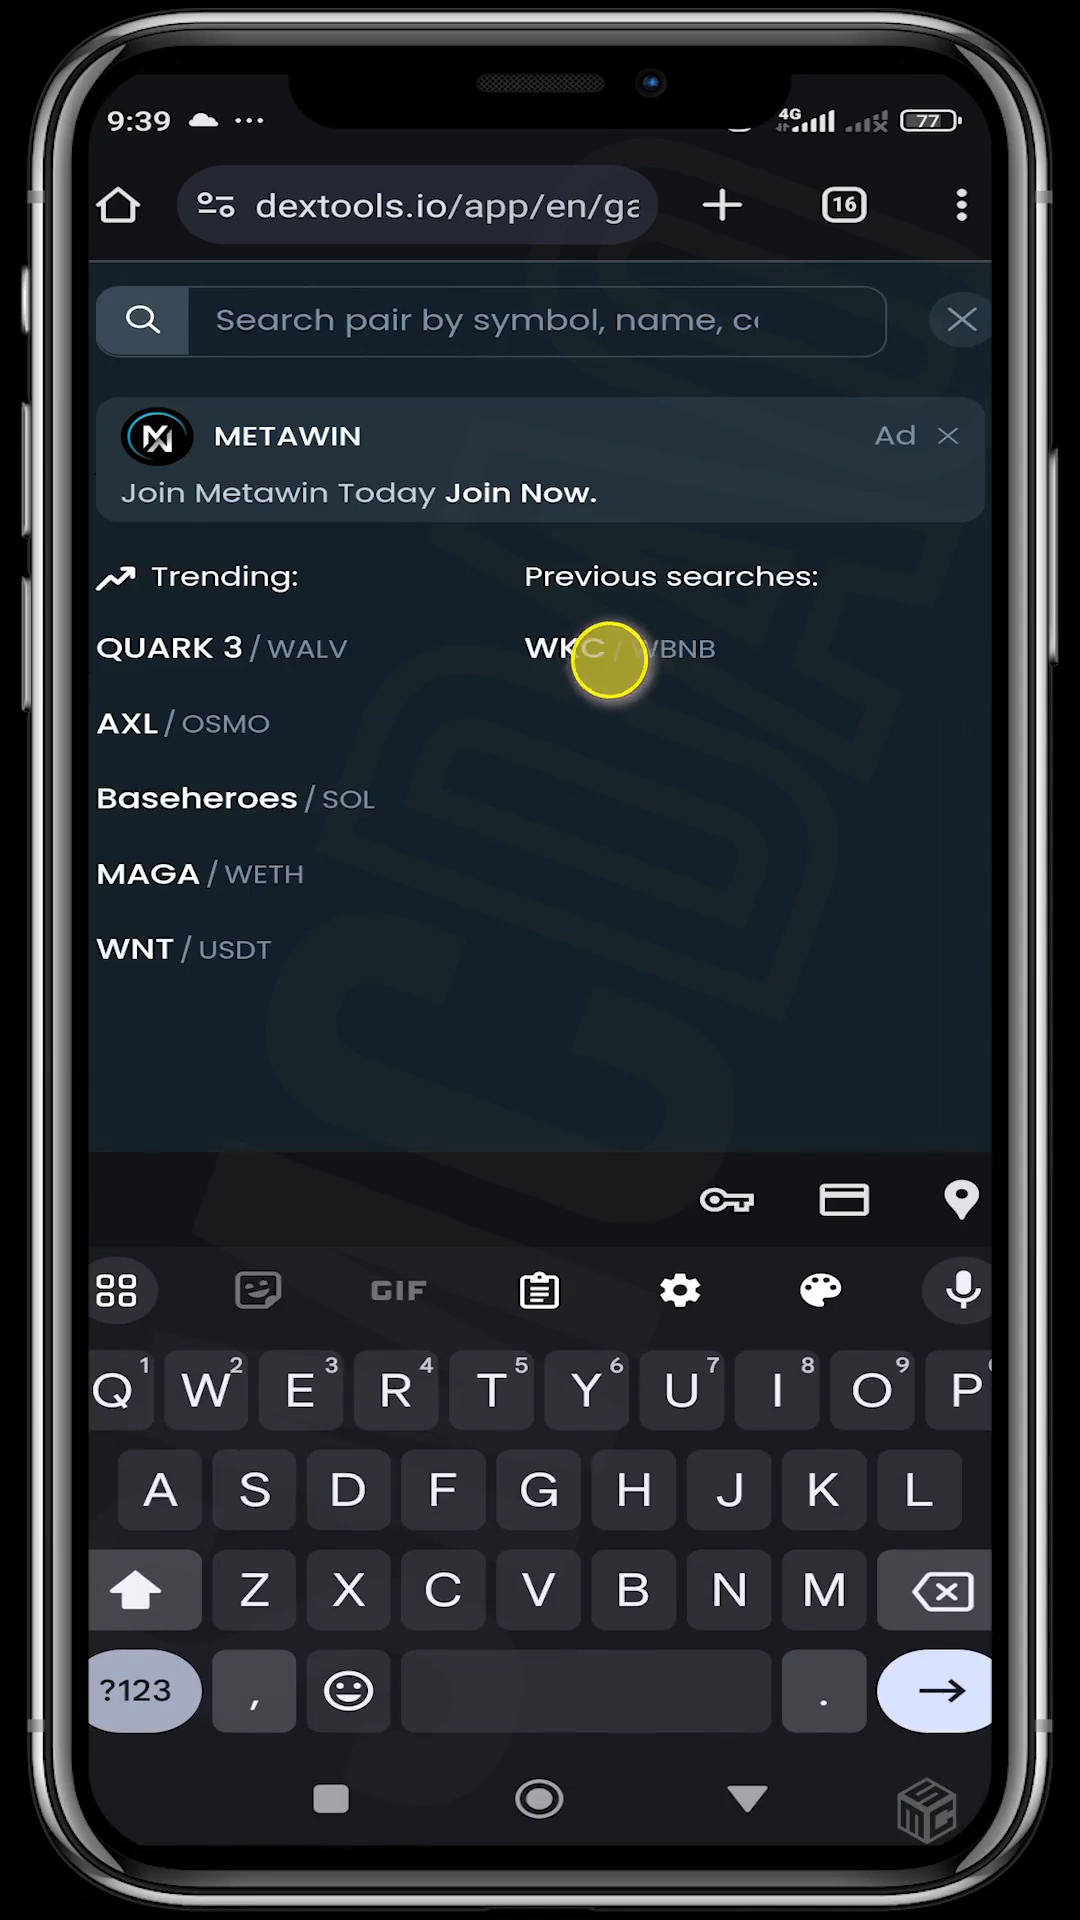 9:39
4G
77
dextools.io/app/en/ga
16
Search pair by symbol, name, c
METAWIN
Ad
Join Metawin Today Join Now.
Trending:
Previous searches:
QUARK 3 / WALV
WKC / WBNB
AXL / OSMO
Baseheroes / SOL
MAGA / WETH
WNT / USDT
GIF
Q1 W2 E3 R4 T5 Y6 U7 I8 O9 P
A S D F G H J K L
Z X C V B N M
?123 , .